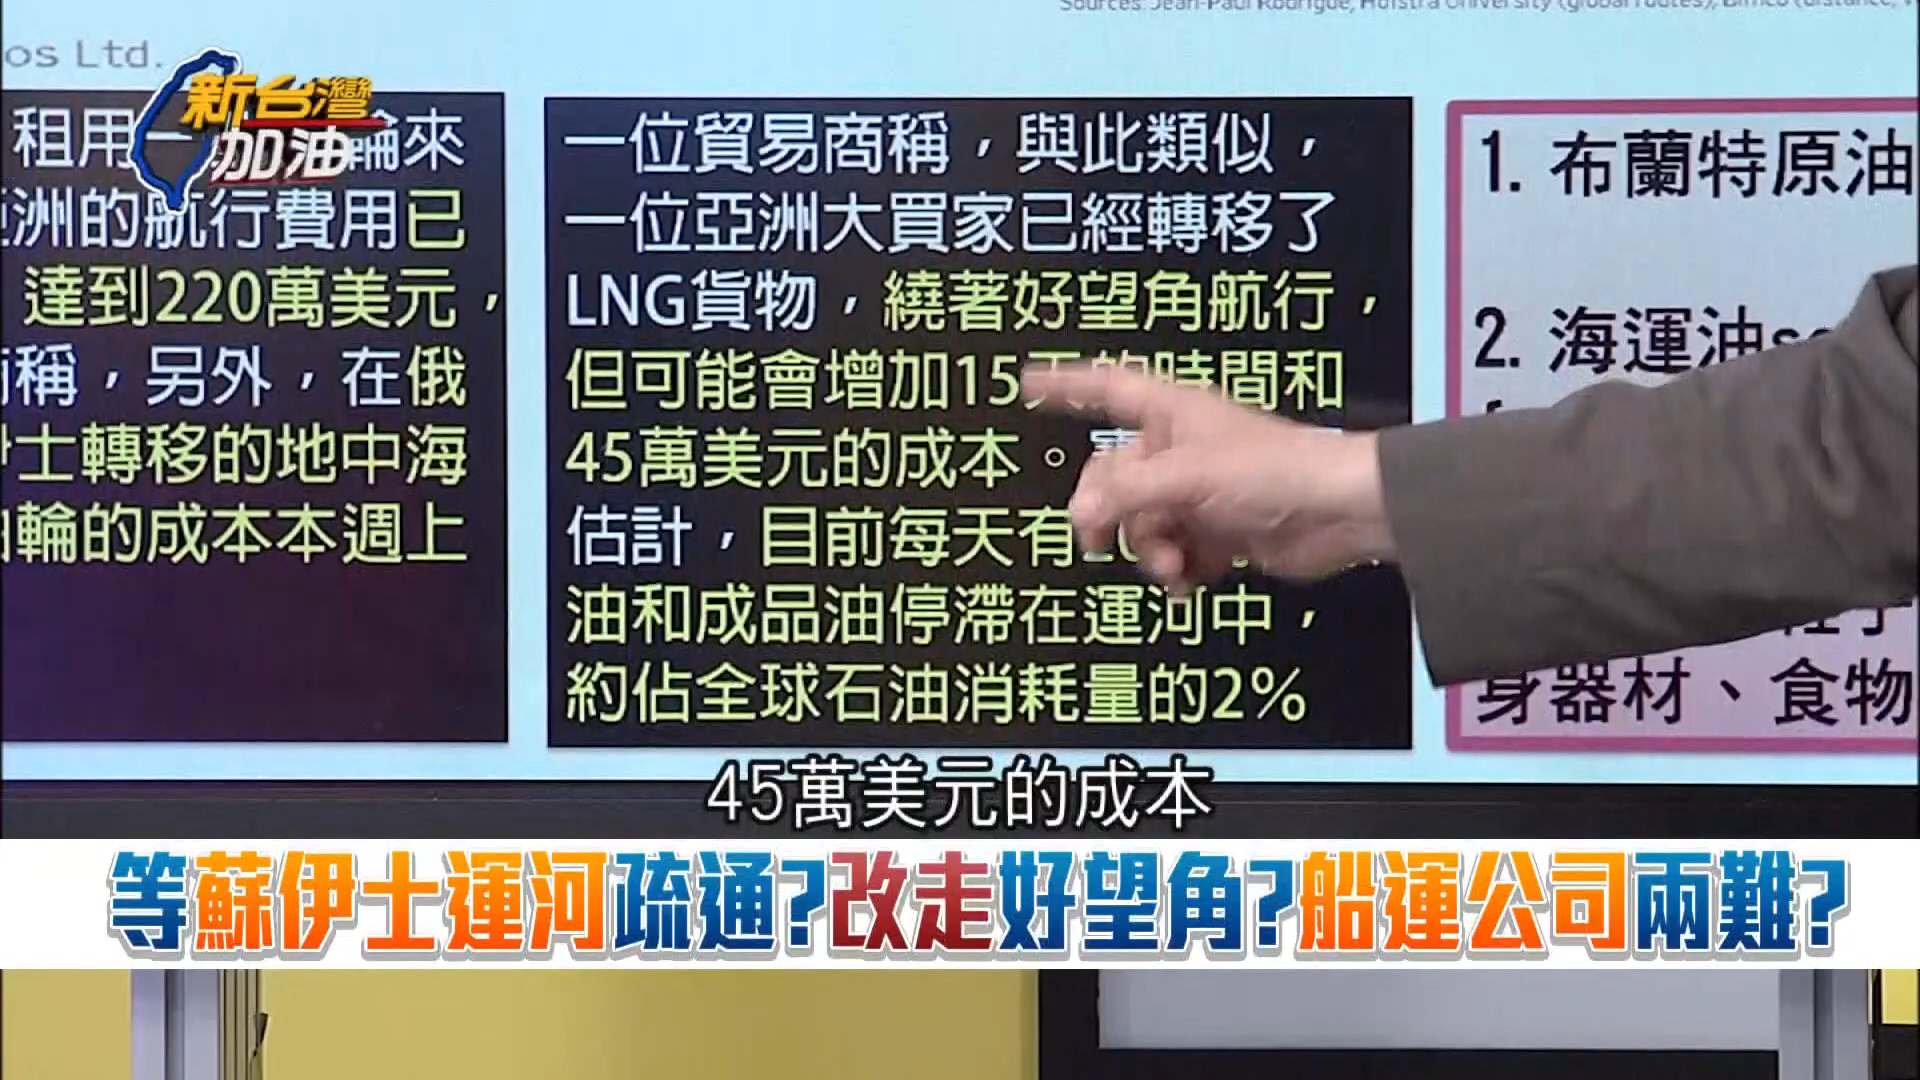 Sources: Jean-Paul Rodrigue, Hofstra University (global routes), Bimco (distance,
os Ltd.
新台灣
加油
租用一 輪來
洲的航行費用已
達到220萬美元，
稱，另外，在俄
士轉移的地中海
輪的成本本週上
一位貿易商稱，與此類似，
一位亞洲大買家已經轉移了
LNG貨物，繞著好望角航行，
但可能會增加15天的時間和
45萬美元的成本。
估計，目前每天有
油和成品油停滯在運河中，
約佔全球石油消耗量的2%
1. 布蘭特原油
2. 海運油
身器材、食物
45萬美元的成本
等蘇伊士運河疏通?改走好望角?船運公司兩難?